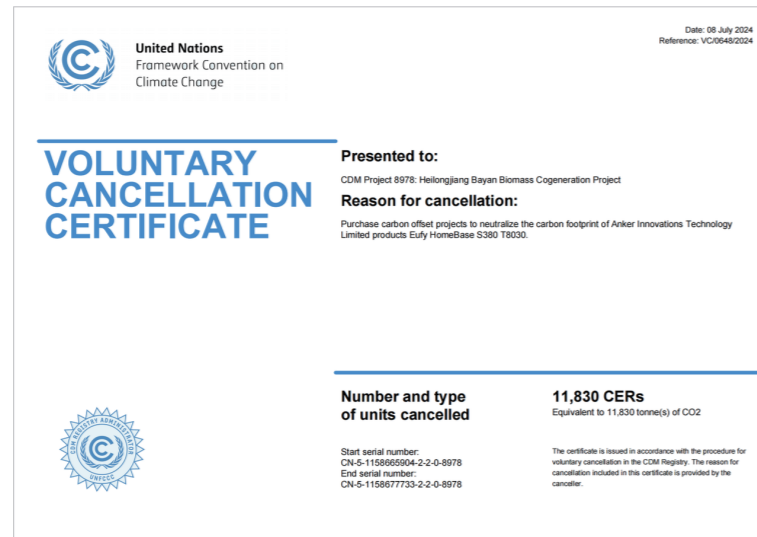 Date: 08 July 2024
Reference: VC/0648/2024
United Nations
Framework Convention on
Climate Change
VOLUNTARY
CANCELLATION
CERTIFICATE
Presented to:
CDM Project 8978: Heilongjiang Bayan Biomass Cogeneration Project
Reason for cancellation:
Purchase carbon offset projects to neutralize the carbon footprint of Anker Innovations Technology
Limited products Eufy HomeBase S380 T8030.
Number and type
of units cancelled
11,830 CERs
Equivalent to 11,830 tonne(s) of CO2
Start serial number:
CN-5-1158665904-2-2-0-8978
End serial number:
CN-5-1158677733-2-2-0-8978
The certificate is issued in accordance with the procedure for
voluntary cancellation in the CDM Registry. The reason for
cancellation included in this certificate is provided by the
canceller.
CDM REGISTRY ADMINISTRATOR
UNFCCC